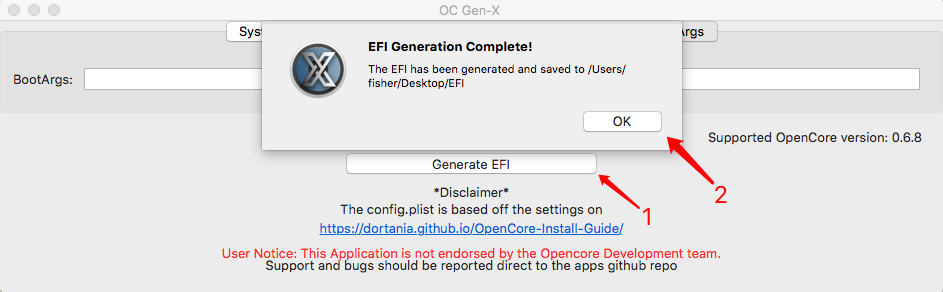 OC Gen-X
Syst
Args
EFI Generation Complete!
The EFI has been generated and saved to /Users/
fisher/Desktop/EFI
BootArgs:
OK
2
Supported OpenCore version: 0.6.8
Generate EFI
1
*Disclaimer*
The config.plist is based off the settings on
https://dortania.github.io/OpenCore-Install-Guide/
User Notice: This Application is not endorsed by the Opencore Development team.
Support and bugs should be reported direct to the apps github repo